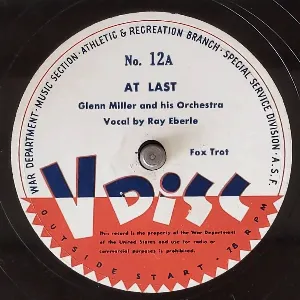 WAR DEPARTMENT · MUSIC SECTION · ATHLETIC & RECREATION BRANCH · SPECIAL SERVICE DIVISION · A.S.F.
No. 12A
AT LAST
Glenn Miller and his Orchestra
Vocal by Ray Eberle
Fox Trot
V DISC
This record is the property of the War Department
of the United States and use for radio or
commercial purposes is prohibited.
OUTSIDE START · 78 RPM